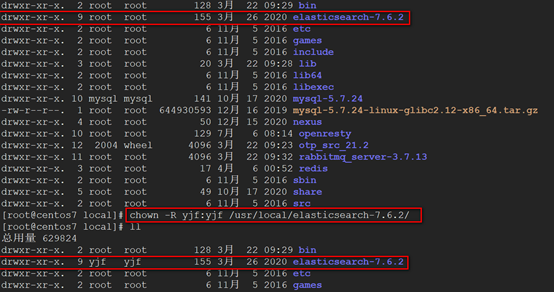 drwxr-xr-x. 2 root root 128 3月 22 09:29 bin
drwxr-xr-x. 9 root root 155 3月 26 2020 elasticsearch-7.6.2
drwxr-xr-x. 2 root root 6 11月 5 2016 etc
drwxr-xr-x. 2 root root 6 11月 5 2016 games
drwxr-xr-x. 2 root root 6 11月 5 2016 include
drwxr-xr-x. 3 root root 20 3月 22 09:28 lib
drwxr-xr-x. 2 root root 6 11月 5 2016 lib64
drwxr-xr-x. 2 root root 6 11月 5 2016 libexec
drwxr-xr-x. 10 mysql mysql 141 10月 17 2020 mysql-5.7.24
-rw-r--r--. 1 root root 644930593 12月 16 2019 mysql-5.7.24-linux-glibc2.12-x86_64.tar.gz
drwxr-xr-x. 4 root root 50 12月 15 2020 nexus
drwxr-xr-x. 10 root root 129 7月 6 08:14 openresty
drwxr-xr-x. 12 2004 wheel 4096 3月 22 09:23 otp_src_21.2
drwxr-xr-x. 11 root root 4096 3月 22 09:32 rabbitmq_server-3.7.13
drwxr-xr-x. 3 root root 17 4月 6 00:52 redis
drwxr-xr-x. 2 root root 6 11月 5 2016 sbin
drwxr-xr-x. 5 root root 49 10月 17 2020 share
drwxr-xr-x. 2 root root 6 11月 5 2016 src
[root@centos7 local]# chown -R yjf:yjf /usr/local/elasticsearch-7.6.2/
[root@centos7 local]# ll
总用量 629824
drwxr-xr-x. 2 root root 128 3月 22 09:29 bin
drwxr-xr-x. 9 yjf yjf 155 3月 26 2020 elasticsearch-7.6.2
drwxr-xr-x. 2 root root 6 11月 5 2016 etc
drwxr-xr-x. 2 root root 6 11月 5 2016 games